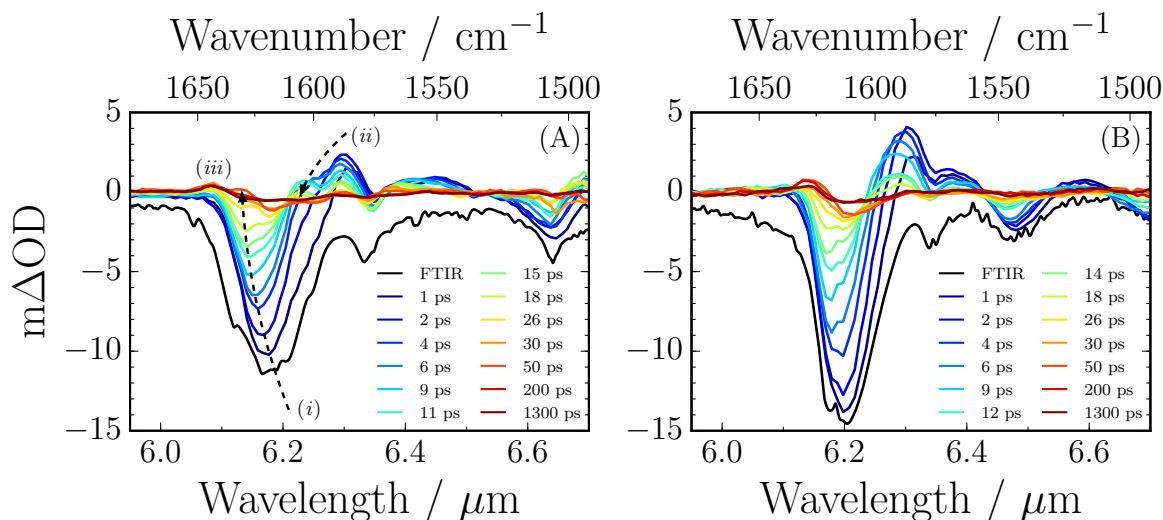 Wavenumber / cm⁻¹
1650 1600 1550 1500
(A)
(ii)
(iii)
(i)
mΔOD
5
0
−5
−10
−15
FTIR
1 ps
2 ps
4 ps
6 ps
9 ps
11 ps
15 ps
18 ps
26 ps
30 ps
50 ps
200 ps
1300 ps
6.0 6.2 6.4 6.6
Wavelength / μm
Wavenumber / cm⁻¹
1650 1600 1550 1500
(B)
5
0
−5
−10
−15
FTIR
1 ps
2 ps
4 ps
6 ps
9 ps
12 ps
14 ps
18 ps
26 ps
30 ps
50 ps
200 ps
1300 ps
6.0 6.2 6.4 6.6
Wavelength / μm